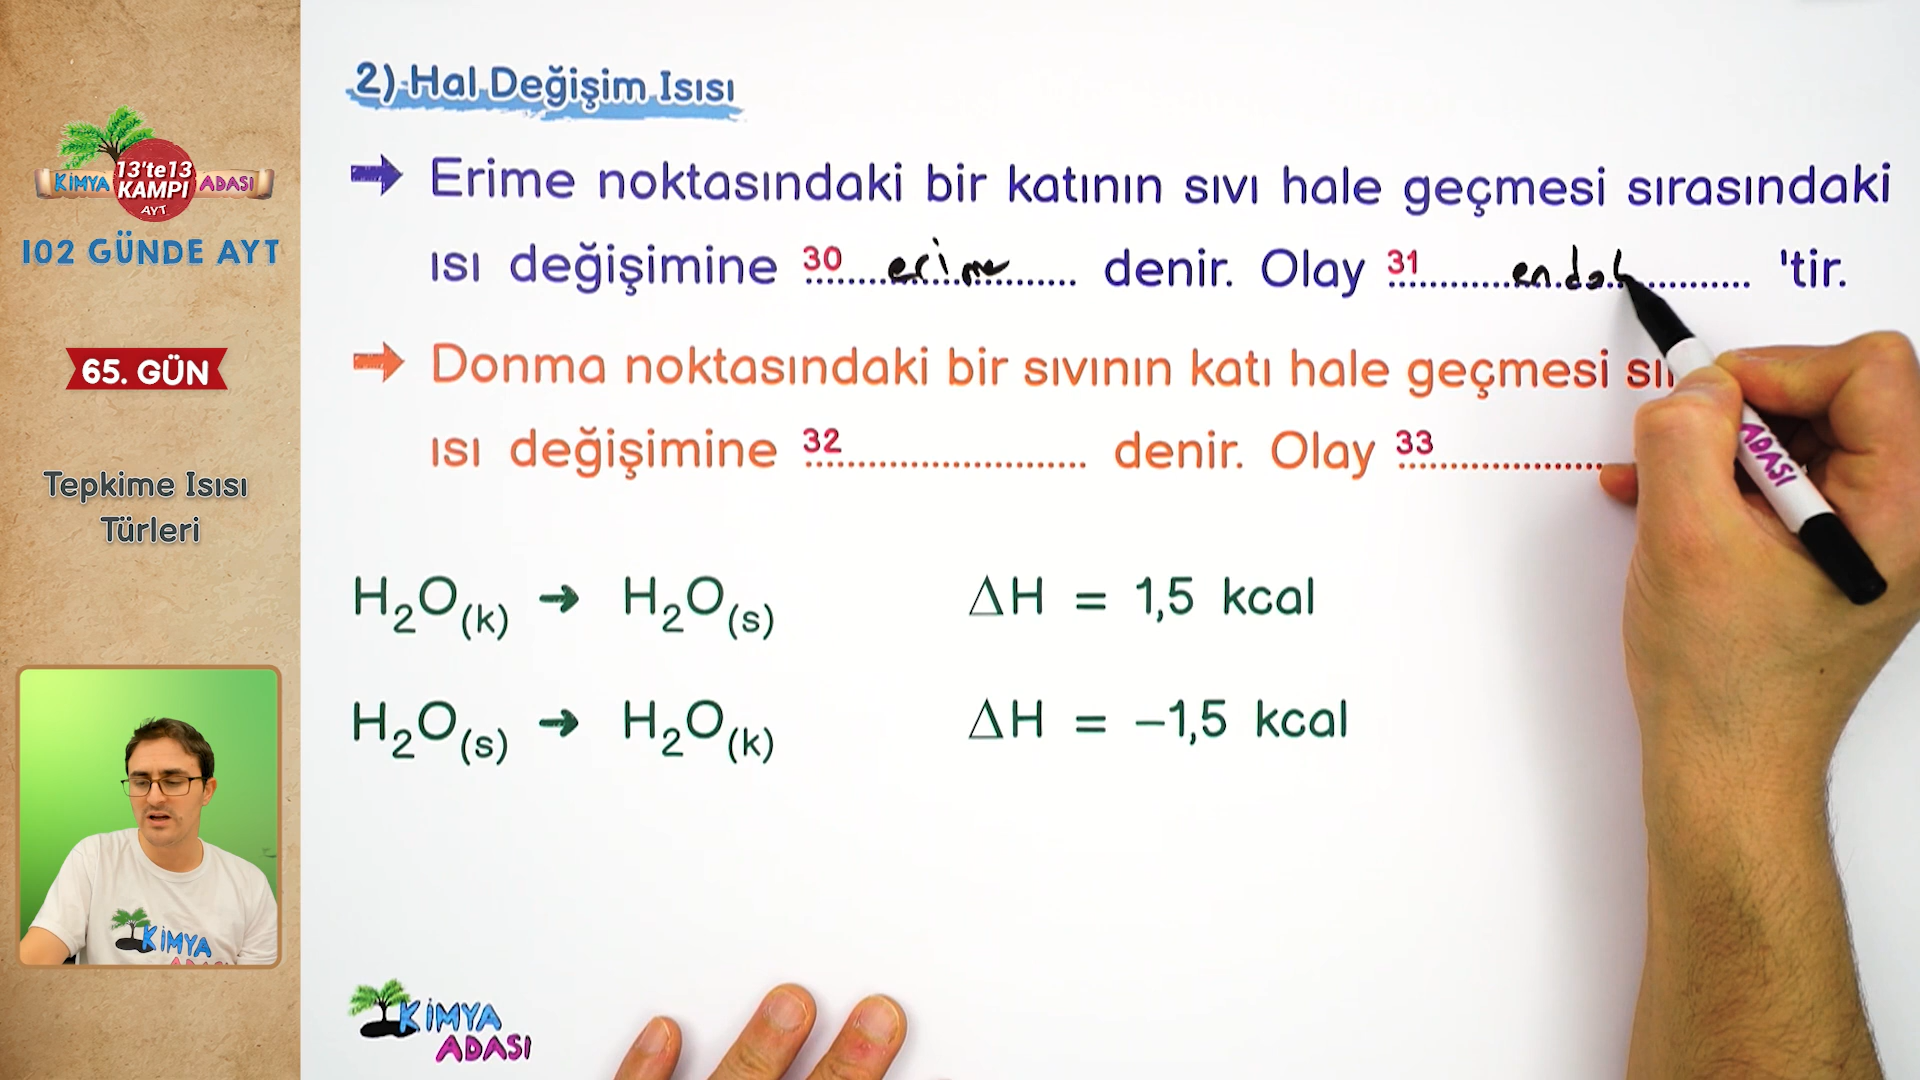 KİMYA 13'te13 KAMPI AYT ADASI
102 GÜNDE AYT
65. GÜN
Tepkime Isısı
Türleri
KİMYA
2) Hal Değişim Isısı
Erime noktasındaki bir katının sıvı hale geçmesi sırasındaki
ısı değişimine 30 erime denir. Olay 31 'tir.
Donma noktasındaki bir sıvının katı hale geçmesi
ısı değişimine 32 denir. Olay 33
H₂O(k) → H₂O(s) ΔH = 1,5 kcal
H₂O(s) → H₂O(k) ΔH = –1,5 kcal
KİMYA
ADASI
ADASI